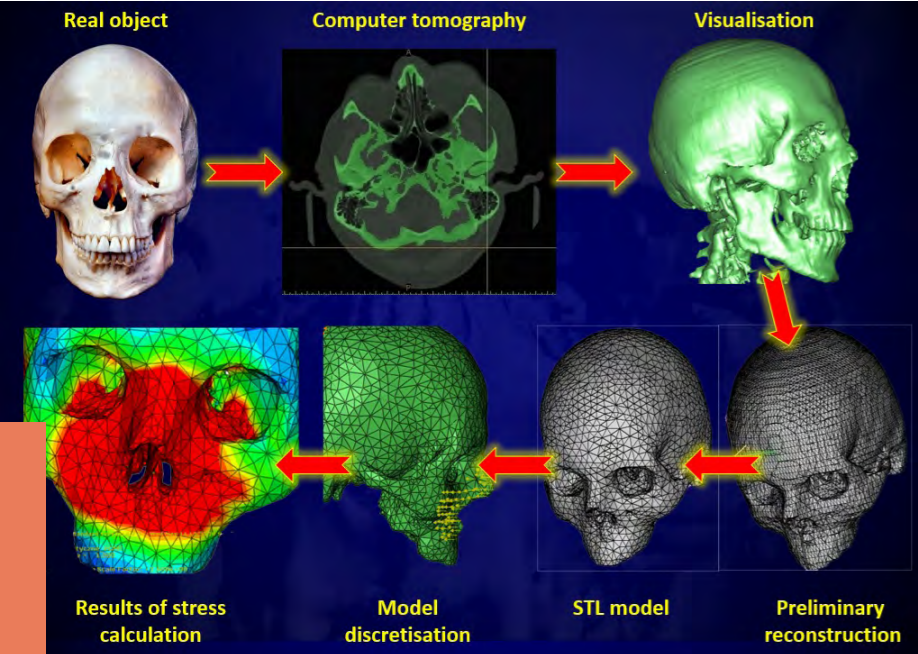 Real object
Computer tomography
Visualisation
A
Results of stress
calculation
Model
discretisation
STL model
Preliminary
reconstruction